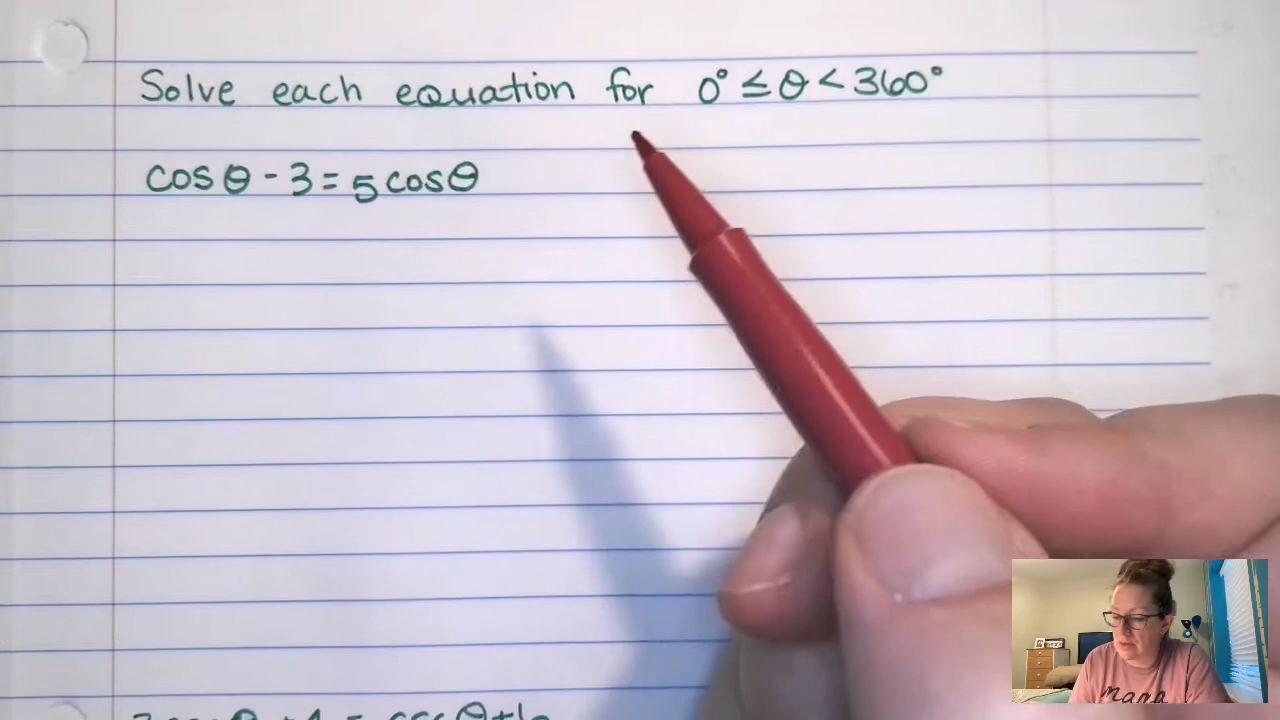 Solve each equation for 0° ≤ θ < 360°
cos θ - 3 = 5 cos θ